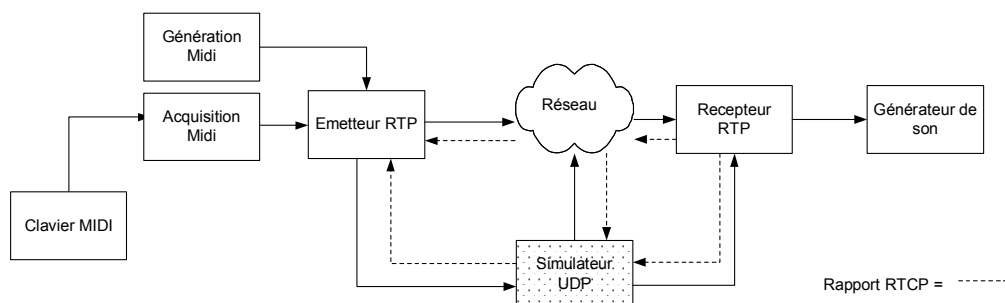 Génération
Midi
Acquisition
Midi
Clavier MIDI
Emetteur RTP
Réseau
Recepteur
RTP
Générateur de
son
Simulateur
UDP
Rapport RTCP =